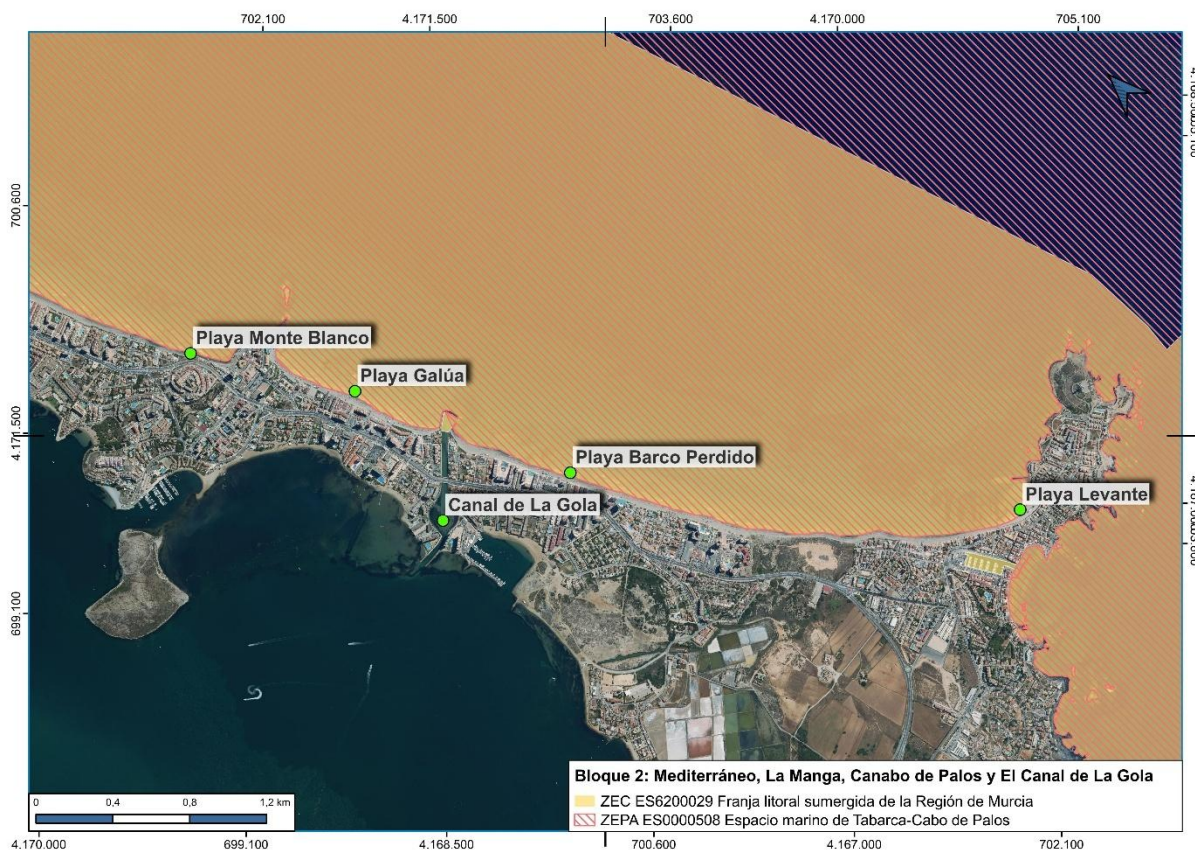 702.100 4.171.500 703.600 4.170.000 705.100
700.600
Playa Monte Blanco
Playa Galúa
4.171.500
Playa Barco Perdido
Playa Levante
Canal de La Gola
699.100
Bloque 2: Mediterráneo, La Manga, Canabo de Palos y El Canal de La Gola
ZEC ES6200029 Franja litoral sumergida de la Región de Murcia
ZEPA ES0000508 Espacio marino de Tabarca-Cabo de Palos
0 0,4 0,8 1,2 km
4.170.000 699.100 4.168.500 700.600 4.167.000 702.100